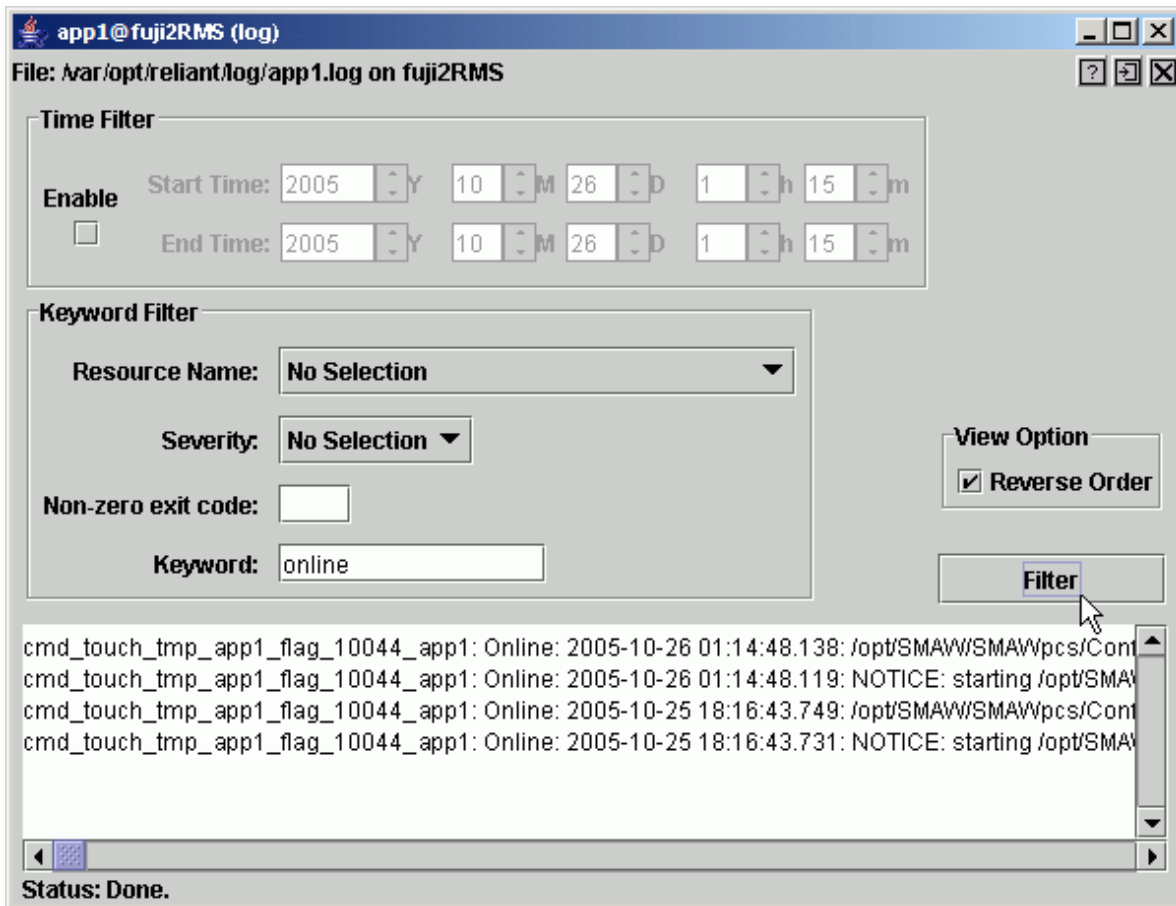 app1@fuji2RMS (log)
File: /var/opt/reliant/log/app1.log on fuji2RMS
Time Filter
Enable
Start Time: 2005 Y 10 M 26 D 1 h 15 m
End Time: 2005 Y 10 M 26 D 1 h 15 m
Keyword Filter
Resource Name: No Selection
Severity: No Selection
Non-zero exit code:
Keyword: online
View Option
Reverse Order
Filter
cmd_touch_tmp_app1_flag_10044_app1: Online: 2005-10-26 01:14:48.138: /opt/SMAW/SMAWpcs/Conf
cmd_touch_tmp_app1_flag_10044_app1: Online: 2005-10-26 01:14:48.119: NOTICE: starting /opt/SMAW
cmd_touch_tmp_app1_flag_10044_app1: Online: 2005-10-25 18:16:43.749: /opt/SMAW/SMAWpcs/Conf
cmd_touch_tmp_app1_flag_10044_app1: Online: 2005-10-25 18:16:43.731: NOTICE: starting /opt/SMAW
Status: Done.